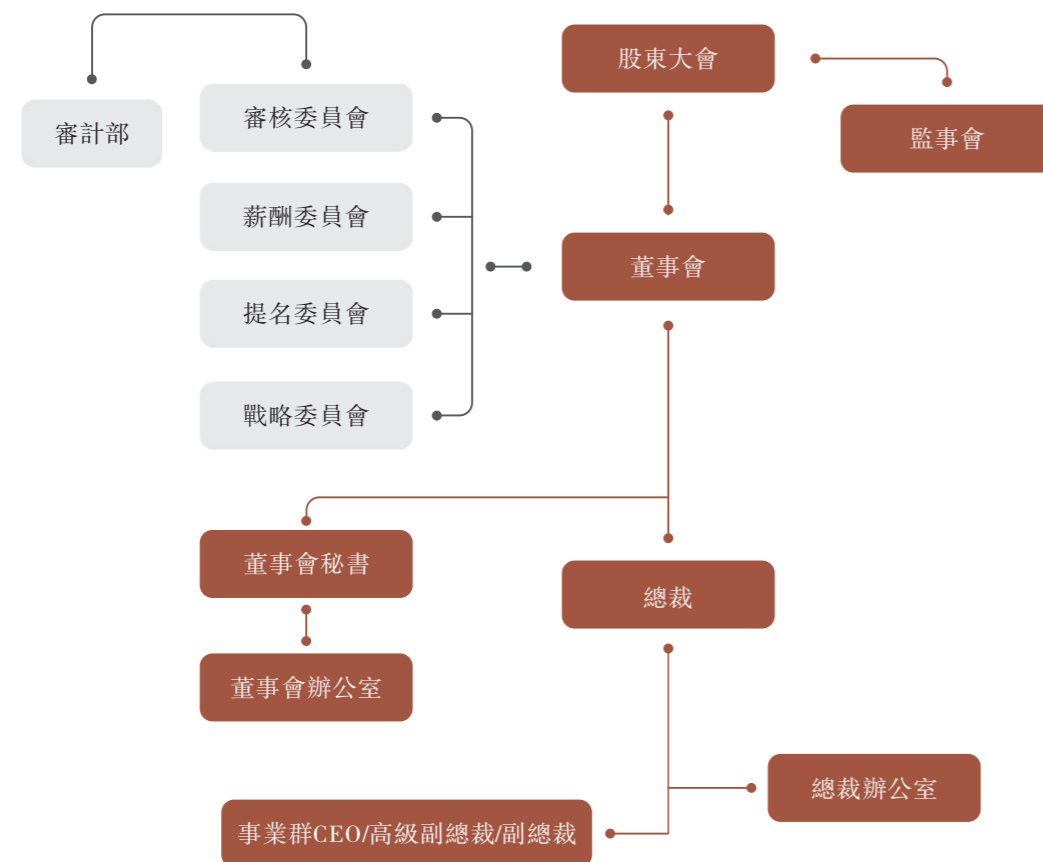 股東大會
監事會
審計部
審核委員會
薪酬委員會
董事會
提名委員會
戰略委員會
董事會秘書
總裁
董事會辦公室
總裁辦公室
事業群CEO/高級副總裁/副總裁